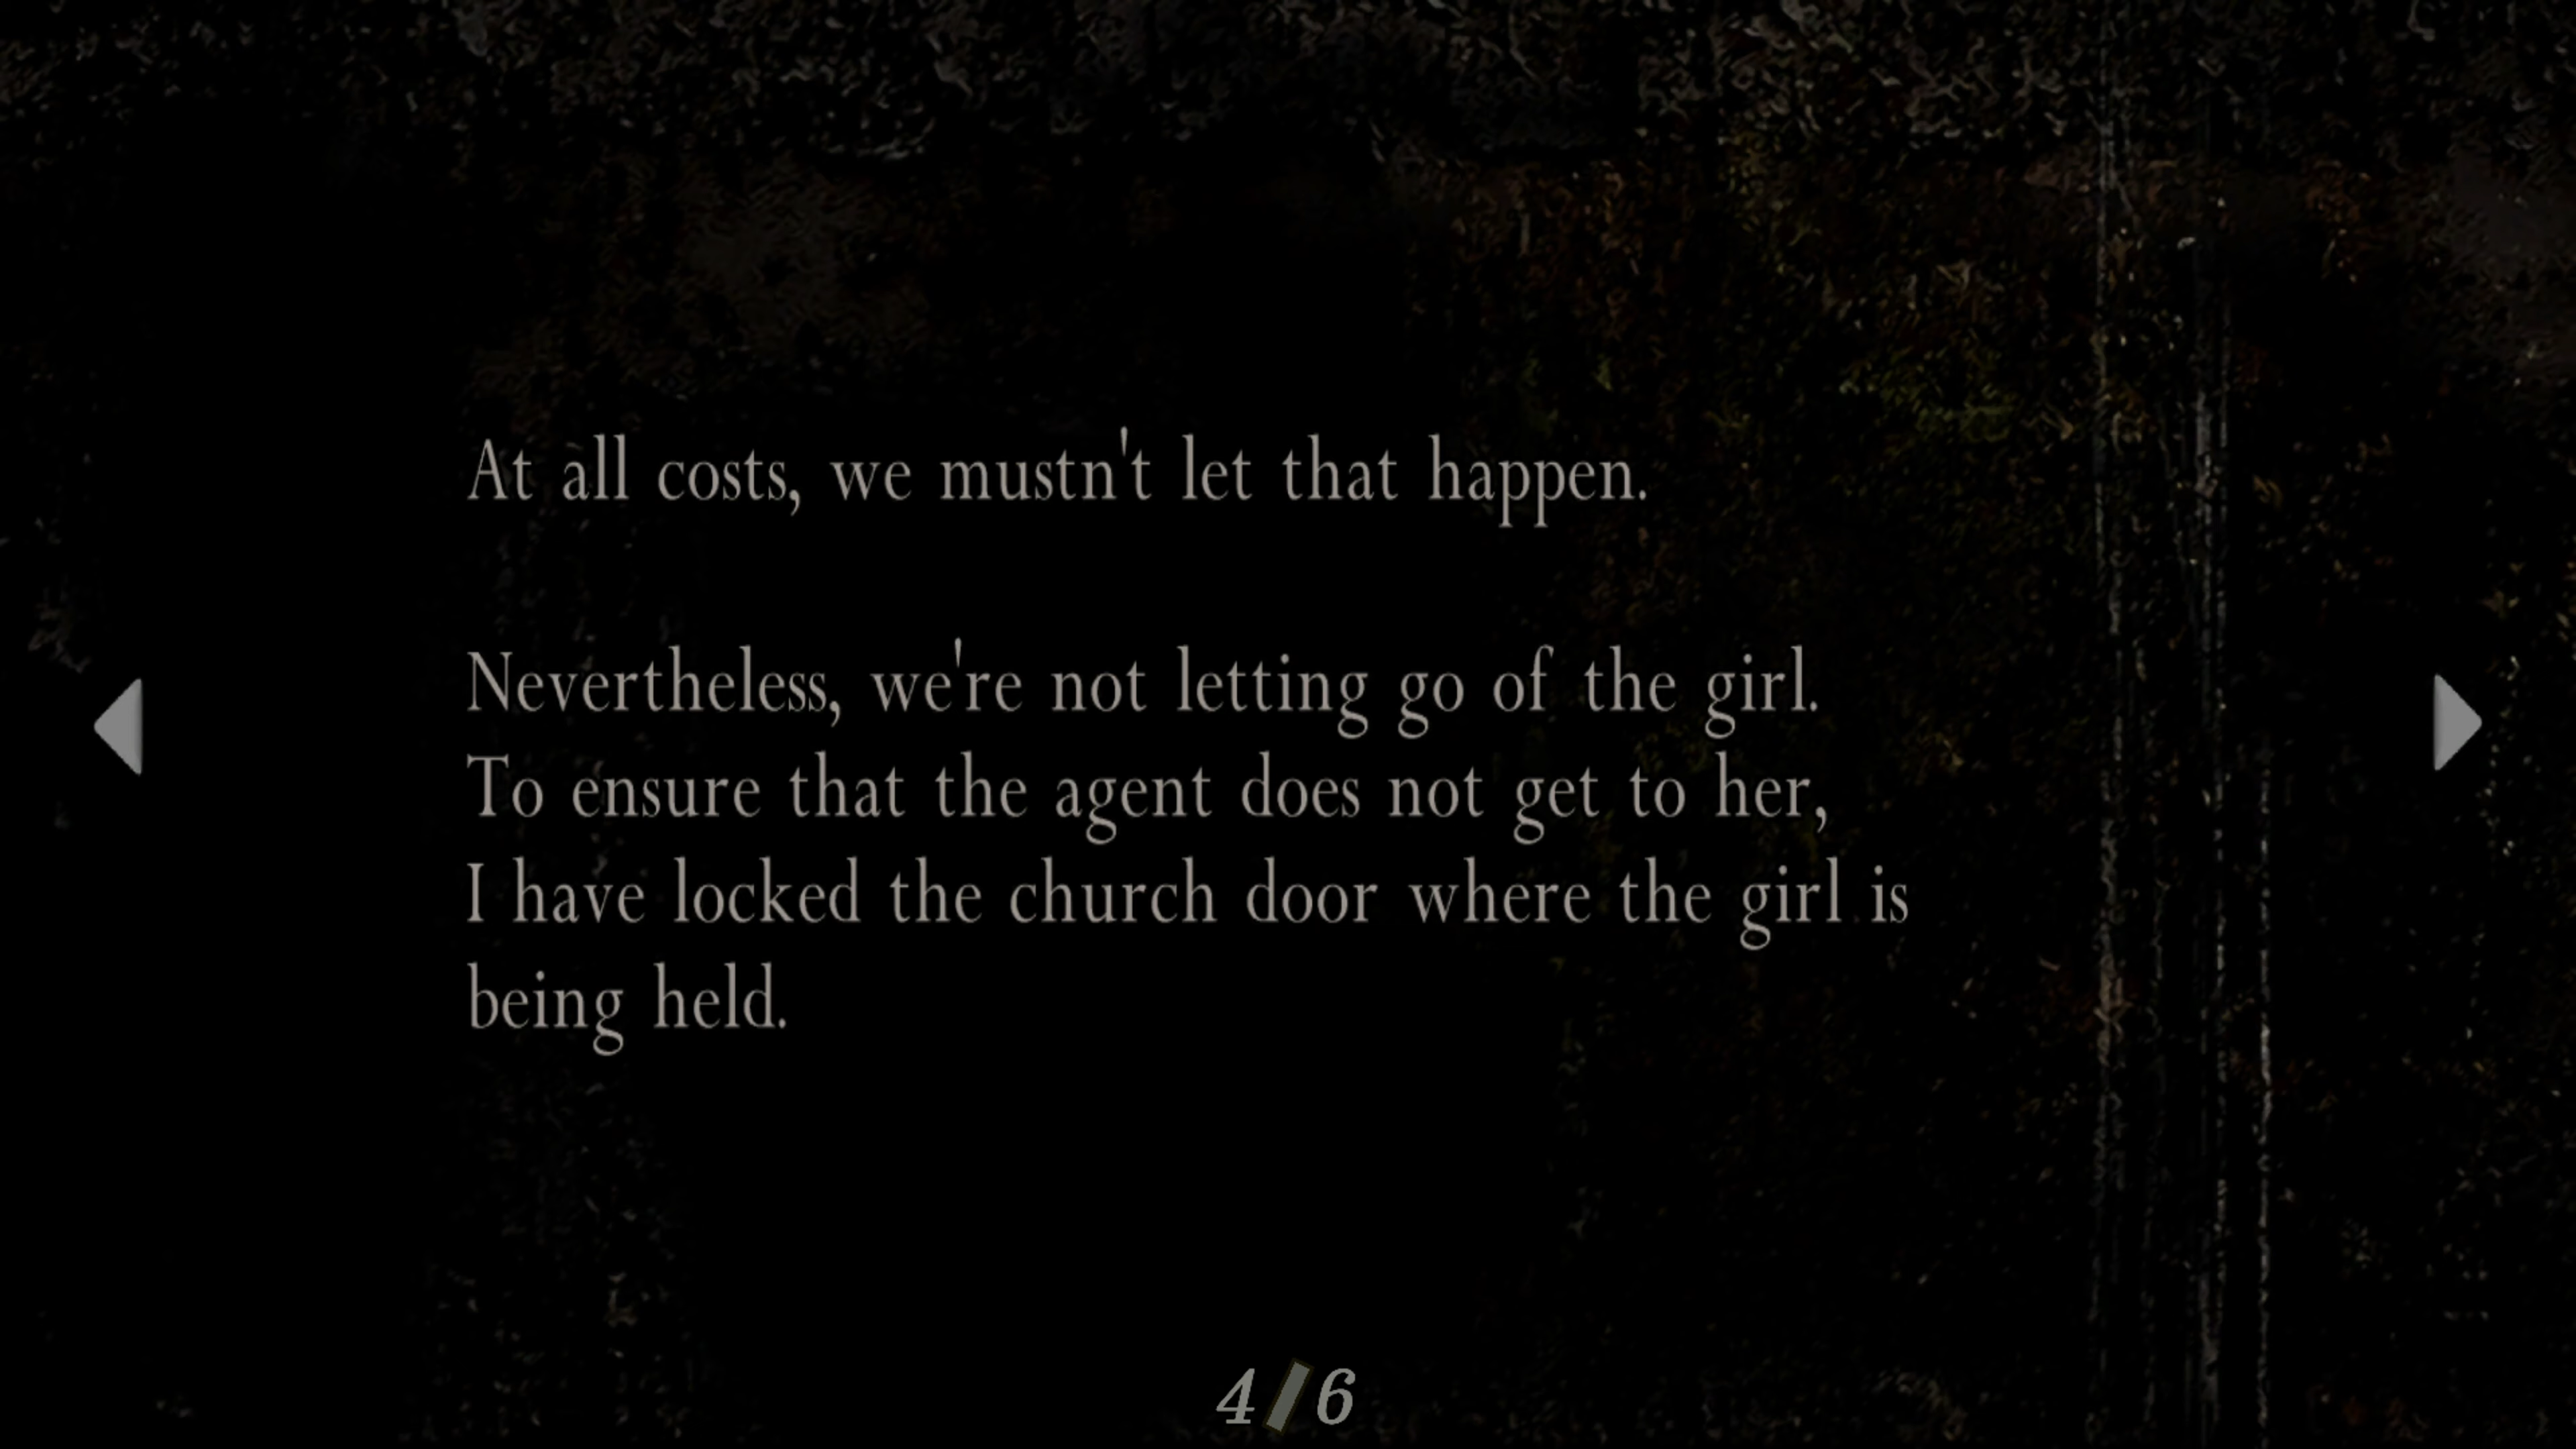 At all costs, we mustn't let that happen.
Nevertheless, we're not letting go of the girl.
To ensure that the agent does not get to her,
I have locked the church door where the girl is
being held.
4/6